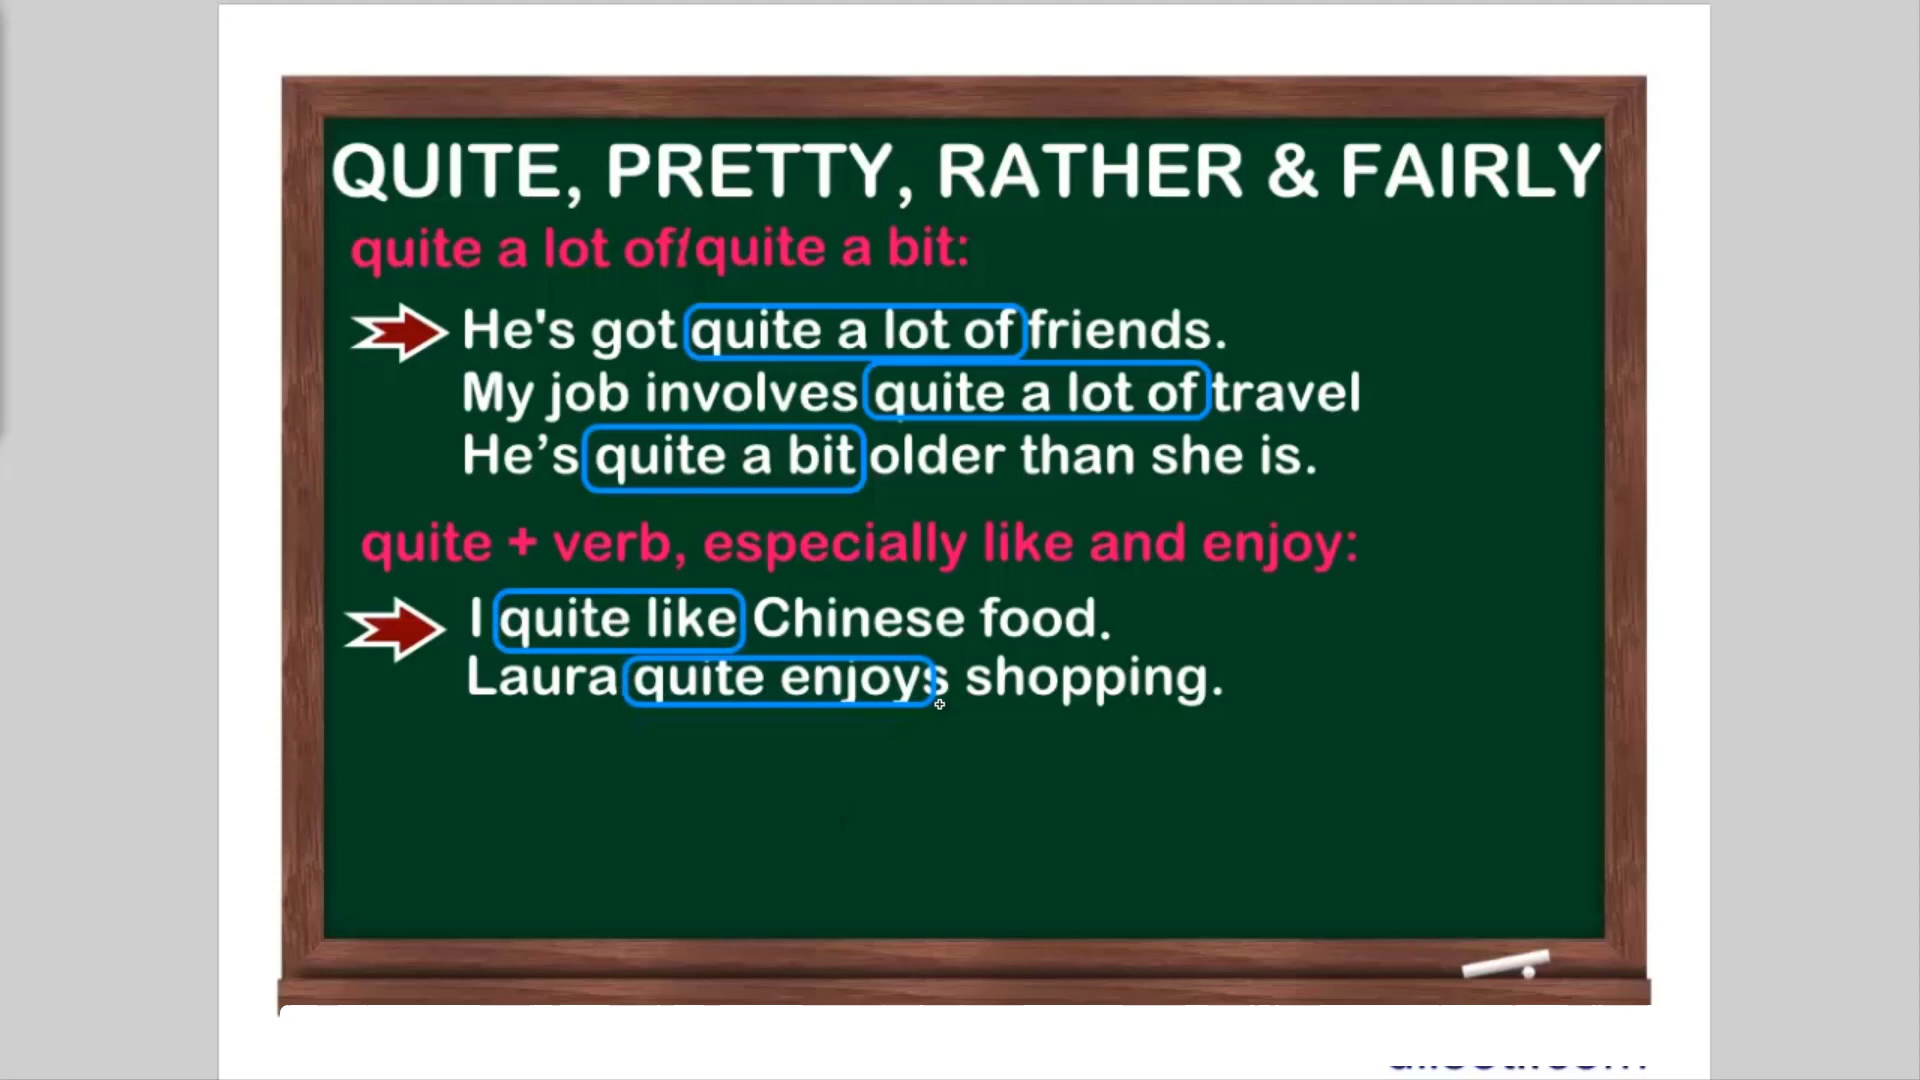 QUITE, PRETTY, RATHER & FAIRLY
quite a lot of/quite a bit:
He's got quite a lot of friends.
My job involves quite a lot of travel
He’s quite a bit older than she is.
quite + verb, especially like and enjoy:
I quite like Chinese food.
Laura quite enjoys shopping.